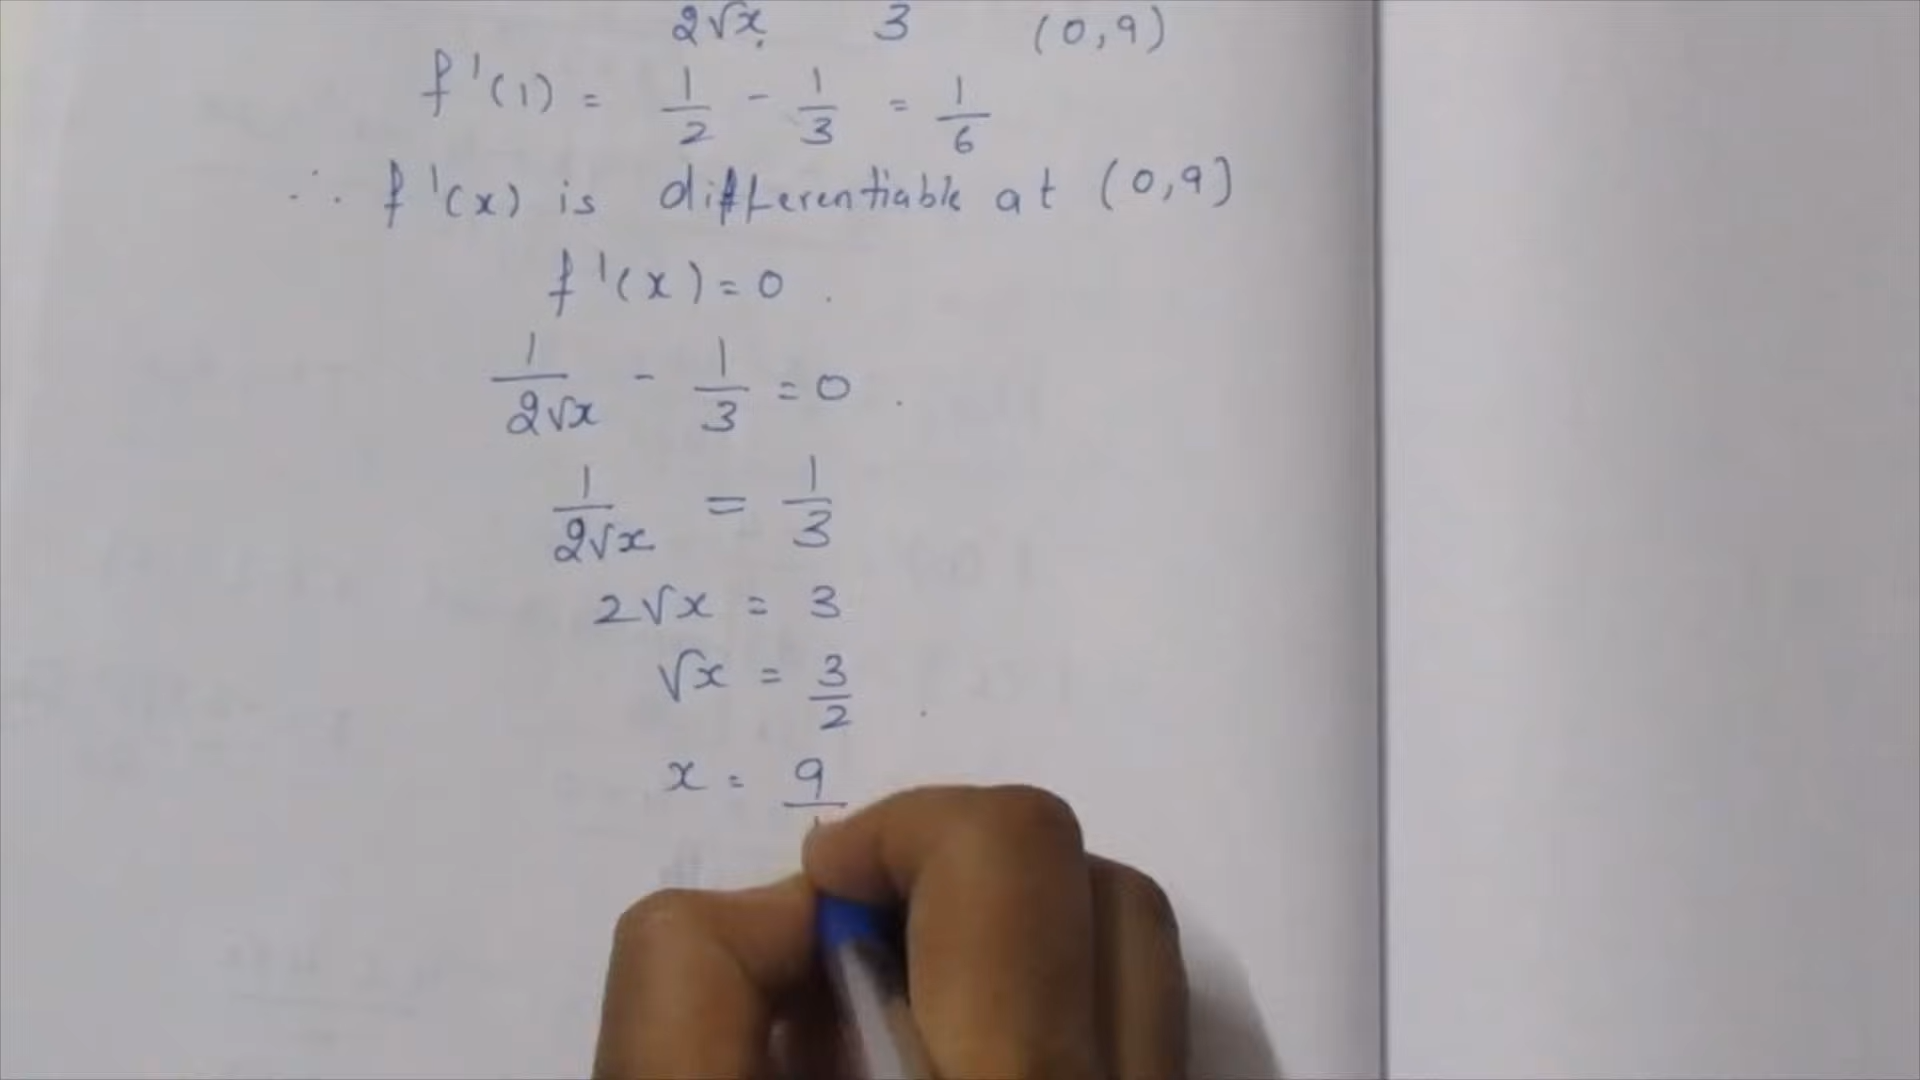 2√x 3 (0,9)
f'(1) = 1/2 - 1/3 = 1/6
∴ f'(x) is differentiable at (0,9)
f'(x) = 0.
1/2√x - 1/3 = 0.
1/2√x = 1/3
2√x = 3
√x = 3/2
x = 9/